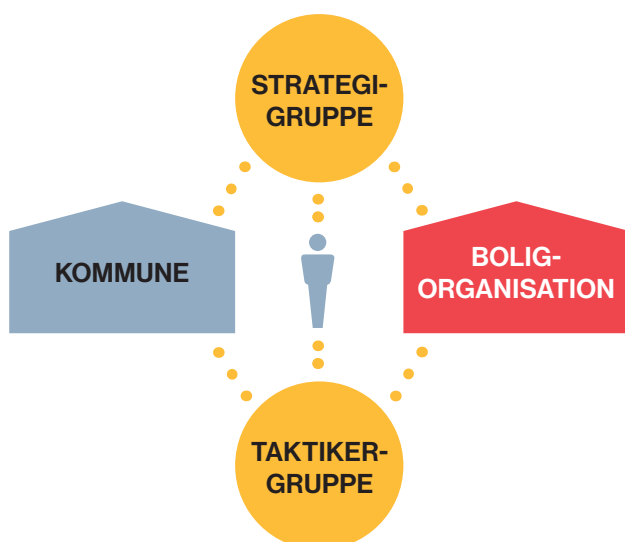 STRATEGI-
GRUPPE
KOMMUNE
BOLIG-
ORGANISATION
TAKTIKER-
GRUPPE